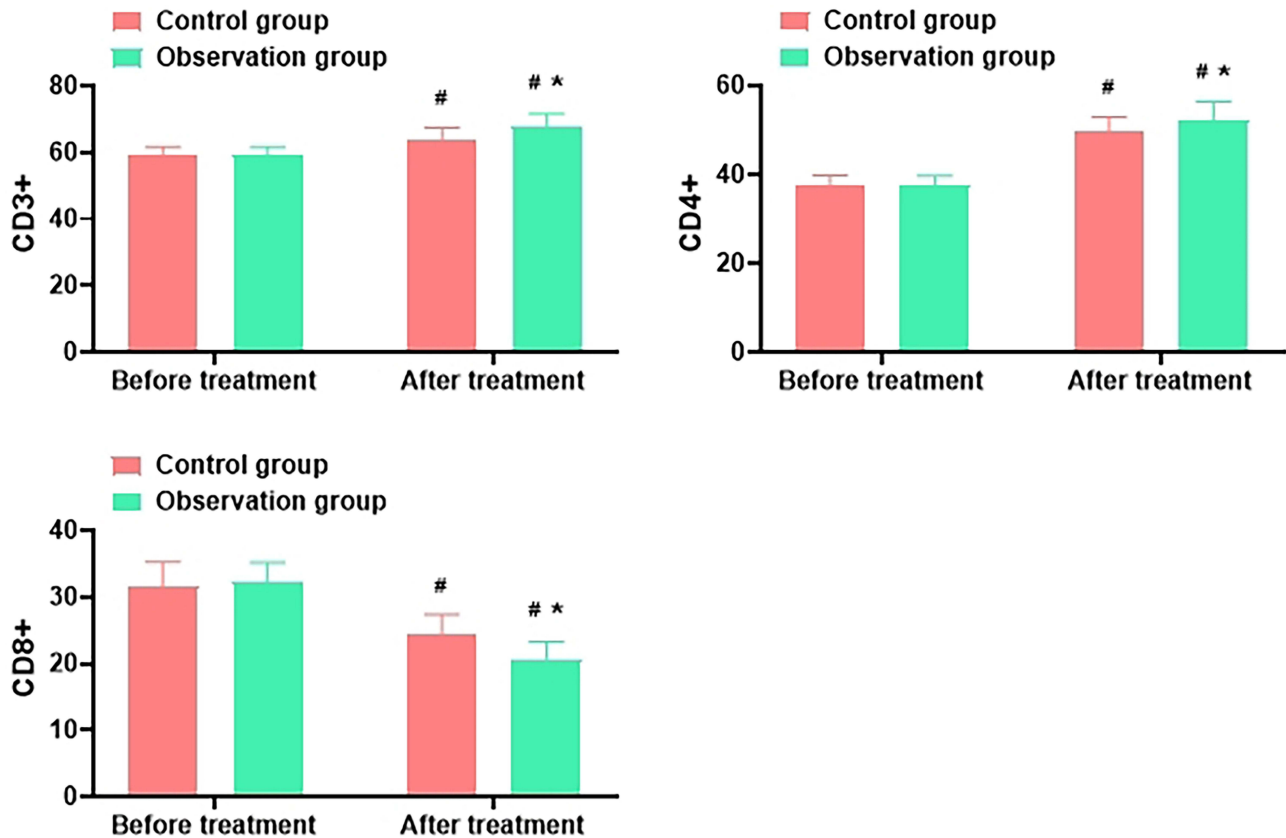 Control group
Observation group
80
60
40
20
0
CD3+
# 
# *
Before treatment
After treatment
Control group
Observation group
60
40
20
0
CD4+
#
# *
Before treatment
After treatment
Control group
Observation group
40
30
20
10
0
CD8+
#
# *
Before treatment
After treatment